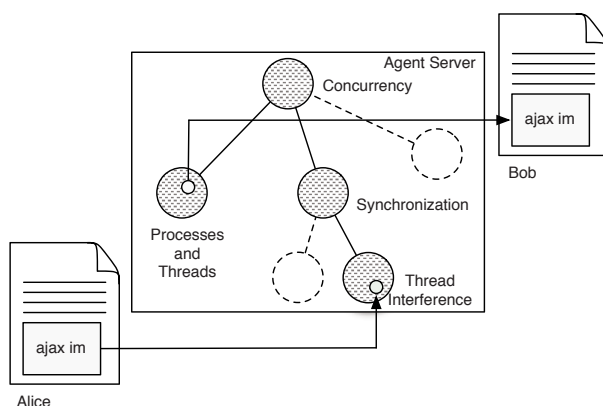 Agent Server
Concurrency
ajax im
Bob
Processes
and
Threads
Synchronization
Thread
Interference
ajax im
Alice